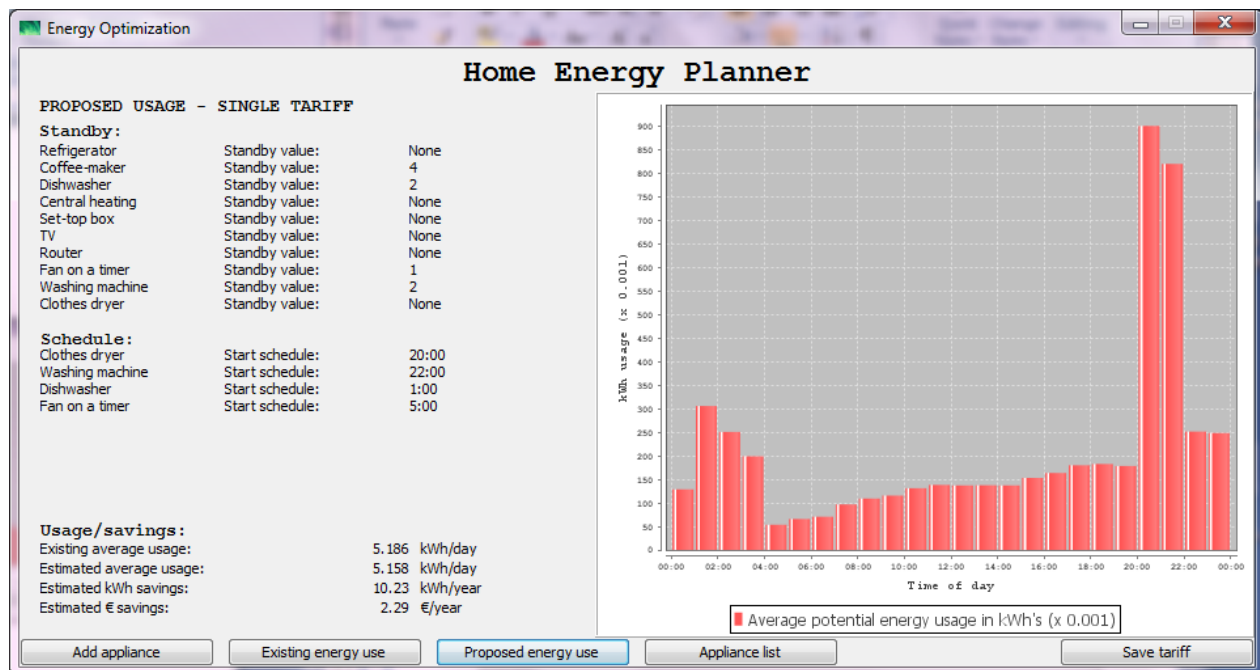 Energy Optimization
Home Energy Planner
PROPOSED USAGE - SINGLE TARIFF
Standby:
Refrigerator Standby value: None
Coffee-maker Standby value: 4
Dishwasher Standby value: 2
Central heating Standby value: None
Set-top box Standby value: None
TV Standby value: None
Router Standby value: None
Fan on a timer Standby value: 1
Washing machine Standby value: 2
Clothes dryer Standby value: None
Schedule:
Clothes dryer Start schedule: 20:00
Washing machine Start schedule: 22:00
Dishwasher Start schedule: 1:00
Fan on a timer Start schedule: 5:00
Usage/savings:
Existing average usage: 5.186 kWh/day
Estimated average usage: 5.158 kWh/day
Estimated kWh savings: 10.23 kWh/year
Estimated € savings: 2.29 €/year
kWh usage (x 0.001)
900
850
800
750
700
650
600
550
500
450
400
350
300
250
200
150
100
50
0
00:00 02:00 04:00 06:00 08:00 10:00 12:00 14:00 16:00 18:00 20:00 22:00 00:00
Time of day
Average potential energy usage in kWh's (x 0.001)
Add appliance Existing energy use Proposed energy use Appliance list Save tariff